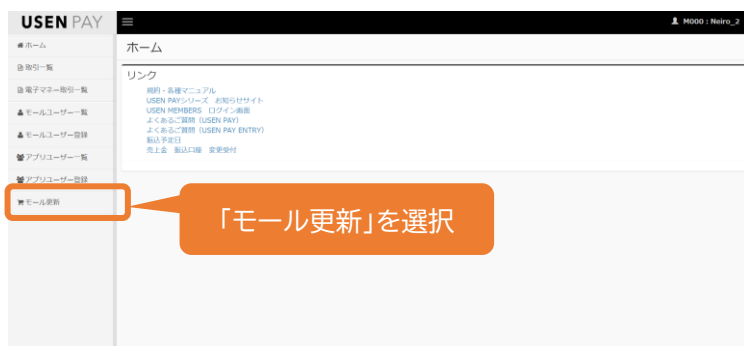 USEN PAY
M000 : Neiro_2
ホーム
取引一覧
電子マネー取引一覧
モールユーザー一覧
モールユーザー登録
アプリユーザー一覧
アプリユーザー登録
モール更新
ホーム
リンク
規約・各種マニュアル
USEN PAYシリーズ お知らせサイト
USEN MEMBERS ログイン画面
よくあるご質問（USEN PAY）
よくあるご質問（USEN PAY ENTRY）
振込予定日
売上金 振込口座 変更受付
「モール更新」を選択